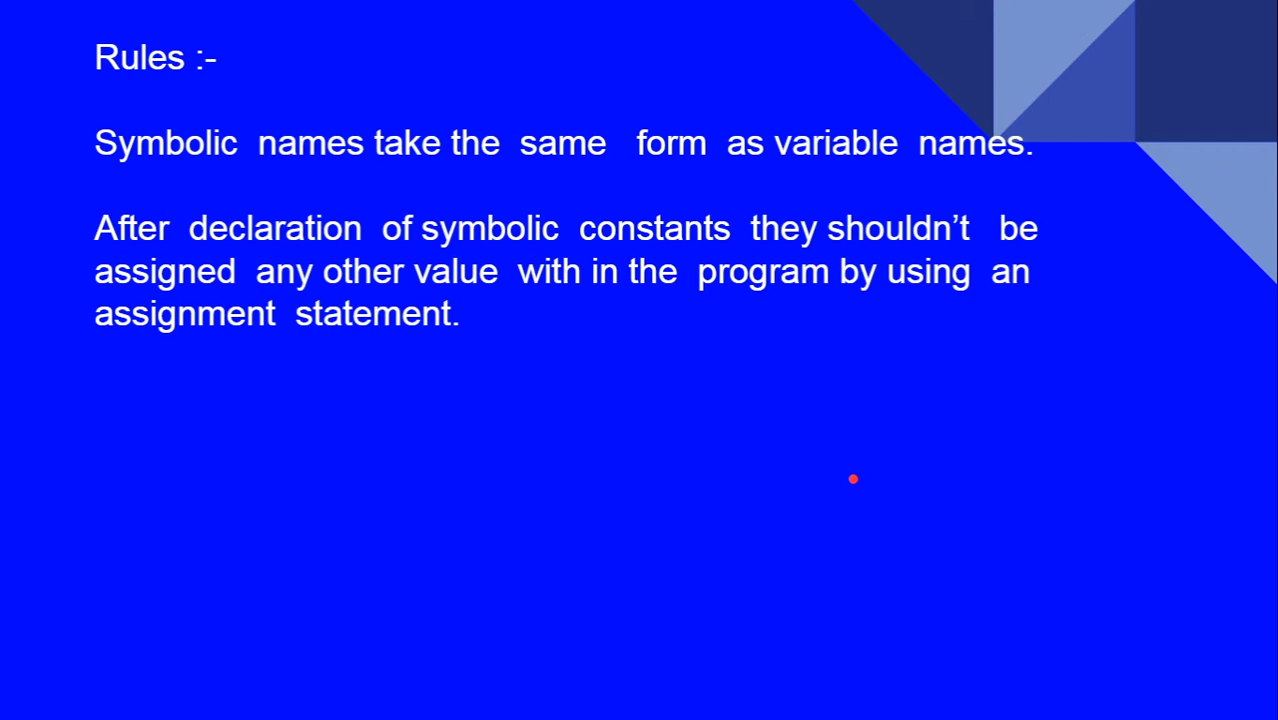 Rules :-
Symbolic names take the same form as variable names.
After declaration of symbolic constants they shouldn’t be
assigned any other value with in the program by using an
assignment statement.